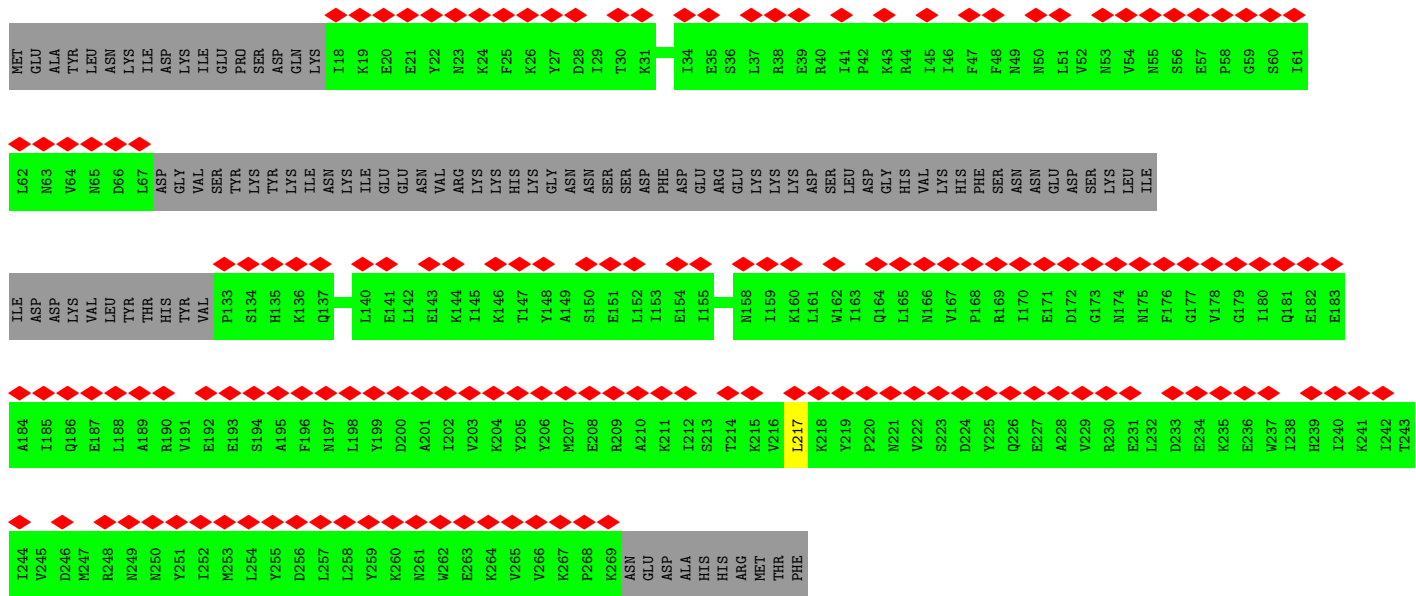 MET GLU ALA TYR LEU ASN LYS ILE ASP LYS ILE GLU PRO SER ASP GLN LYS I18 K19 E20 E21 Y22 N23 K24 F25 K26 Y27 D28 I29 T30 K31 I34 E35 S36 L37 R38 E39 R40 I41 P42 K43 R44 I45 I46 F47 F48 N49 N50 L51 V52 N53 V54 N55 S56 E57 P58 G59 S60 I61
L62 N63 V64 N65 D66 L67 ASP GLY VAL SER TYR LYS TYR LYS ILE ASN LYS ILE GLU GLU ASN VAL ARG LYS LYS HIS LYS GLY ASN ASN SER SER ASP PHE ASP GLU ARG GLU LYS LYS LYS ASP SER LEU ASP GLY HIS VAL LYS HIS PHE SER ASN ASN GLU ASP SER LYS LEU ILE
ILE ASP ASP LYS VAL LEU TYR THR HIS TYR VAL P133 S134 H135 K136 Q137 L140 E141 L142 E143 K144 I145 K146 T147 Y148 A149 S150 E151 L152 I153 E154 I155 N158 I159 K160 L161 W162 I163 Q164 L165 N166 V167 P168 R169 I170 E171 D172 G173 N174 N175 F176 G177 V178 G179 I180 Q181 E182 E183
A184 I185 Q186 E187 L188 A189 R190 V191 E192 E193 S194 A195 F196 N197 L198 Y199 D200 A201 I202 V203 K204 Y205 Y206 M207 E208 R209 A210 K211 I212 S213 T214 K215 V216 L217 K218 Y219 P220 N221 V222 S223 D224 Y225 Q226 E227 A228 V229 R230 E231 L232 D233 E234 K235 E236 W237 I238 H239 I240 K241 I242 T243
I244 V245 D246 M247 R248 N249 N250 Y251 I252 M253 L254 Y255 D256 L257 L258 Y259 K260 N261 W262 E263 K264 V265 V266 K267 P268 K269 ASN GLU ASP ALA HIS HIS ARG MET THR PHE